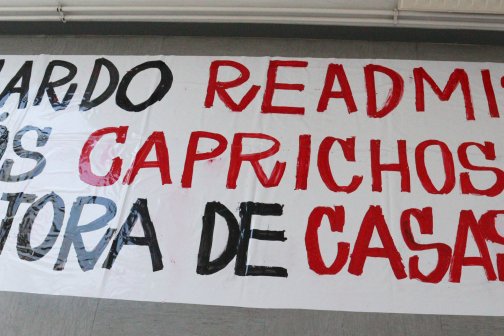 ARDO READMI
ÓS CAPRICHOS
TORA DE CASAS